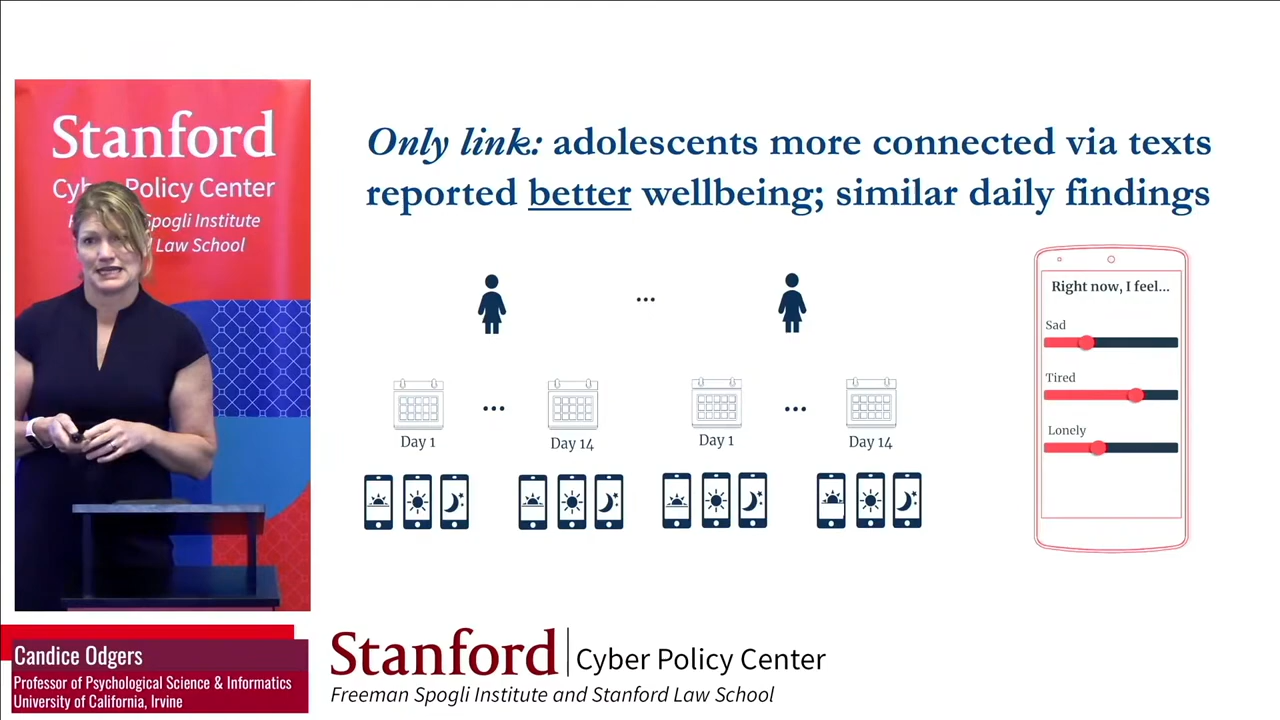 Stanford
Cyber Policy Center
Spogli Institute
Law School
Only link: adolescents more connected via texts
reported better wellbeing; similar daily findings
...
...
...
Day 1
Day 14
Day 1
Day 14
Right now, I feel...
Sad
Tired
Lonely
Candice Odgers
Professor of Psychological Science & Informatics
University of California, Irvine
Stanford | Cyber Policy Center
Freeman Spogli Institute and Stanford Law School